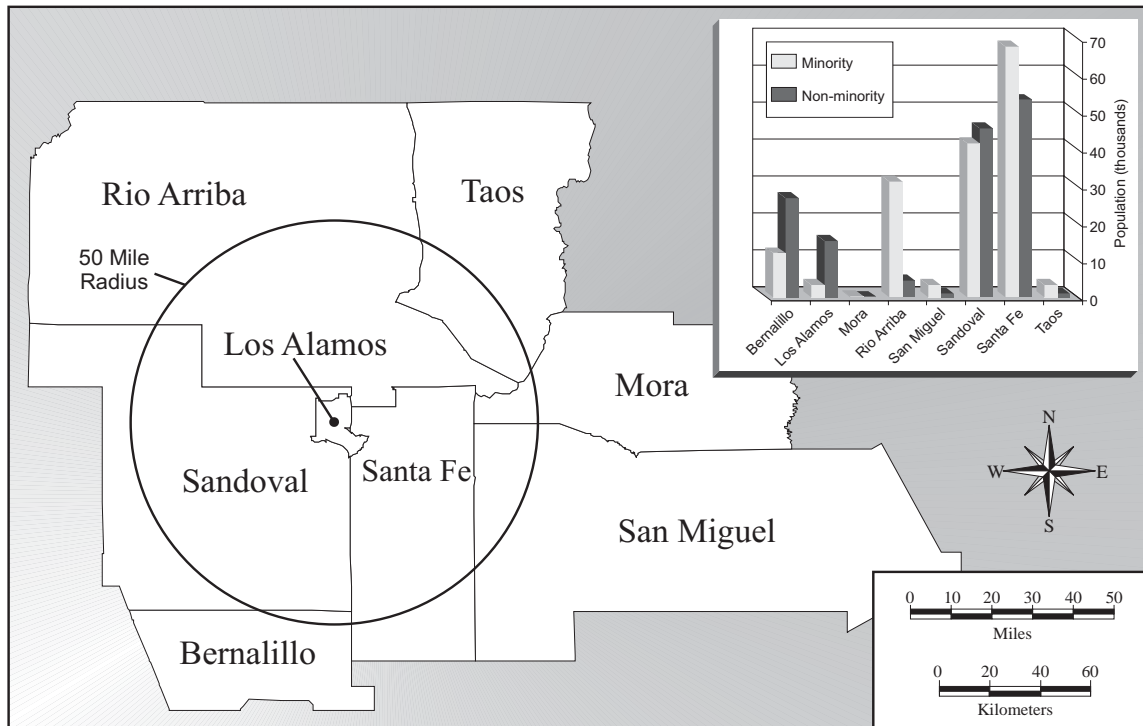 Rio Arriba
Taos
50 Mile
Radius
Los Alamos
Mora
Sandoval
Santa Fe
San Miguel
Bernalillo
Minority
Non-minority
70
60
50
40
30
20
10
0
Population (thousands)
Bernalillo
Los Alamos
Mora
Rio Arriba
San Miguel
Sandoval
Santa Fe
Taos
N
W E
S
0 10 20 30 40 50
Miles
0 20 40 60
Kilometers